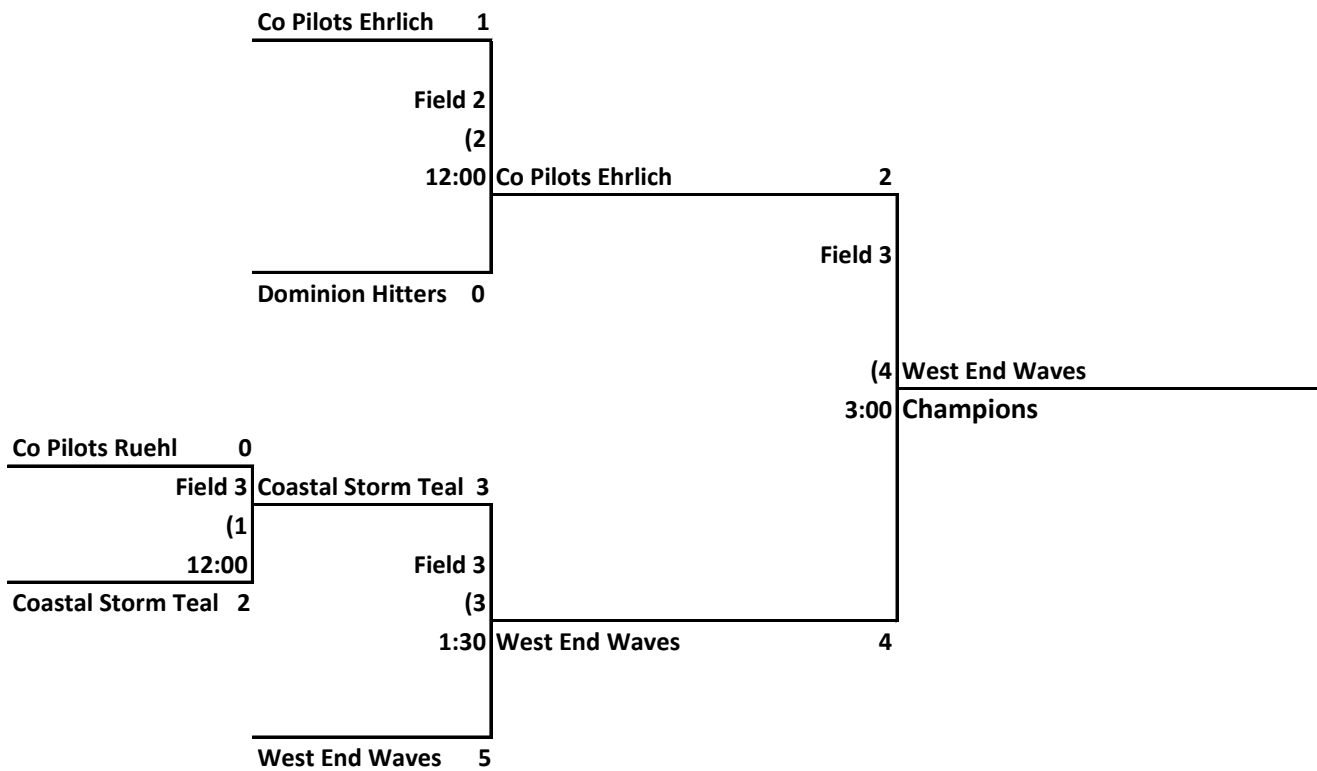 Co Pilots Ehrlich 1
Field 2
(2
12:00 Co Pilots Ehrlich 2
Field 3
Dominion Hitters 0
(4 West End Waves
3:00 Champions
Co Pilots Ruehl 0
Field 3 Coastal Storm Teal 3
(1
12:00 Field 3
Coastal Storm Teal 2 (3
1:30 West End Waves 4
West End Waves 5